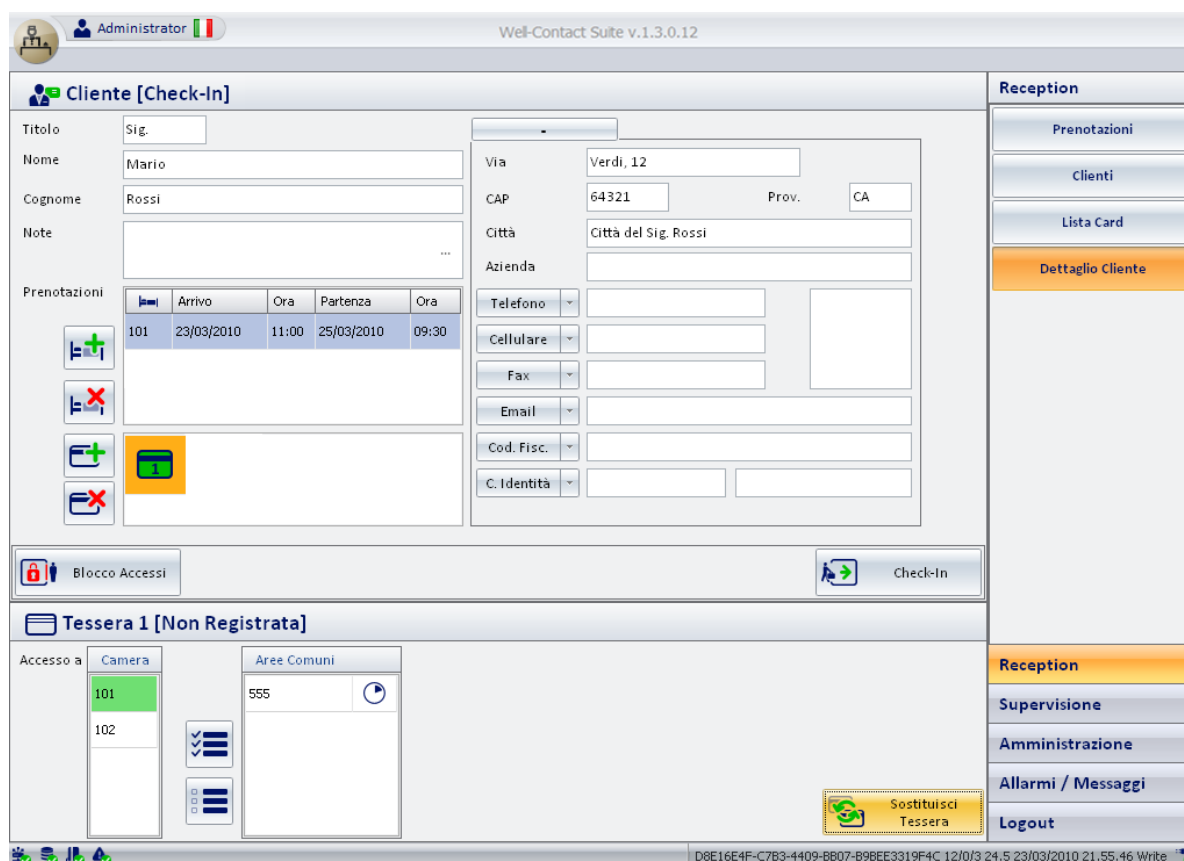 Administrator
Well-Contact Suite v.1.3.0.12
Cliente [Check-In]
Reception
Titolo
Sig.
-
Prenotazioni
Nome
Mario
Via
Verdi, 12
Clienti
Cognome
Rossi
CAP
64321
Prov.
CA
Lista Card
Note
...
Città
Città del Sig. Rossi
Azienda
Dettaglio Cliente
Prenotazioni
Arrivo
Ora
Partenza
Ora
Telefono
101
23/03/2010
11:00
25/03/2010
09:30
Cellulare
Fax
Email
Cod. Fisc.
1
C. Identità
Blocco Accessi
Check-In
Tessera 1 [Non Registrata]
Accesso a
Camera
Aree Comuni
Reception
101
555
Supervisione
102
Amministrazione
Allarmi / Messaggi
Sostituisci
Tessera
Logout
D8E16E4F-C7B3-4409-BB07-B9BEE3319F4C 12/0/3 24.5 23/03/2010 21.55.46 Write